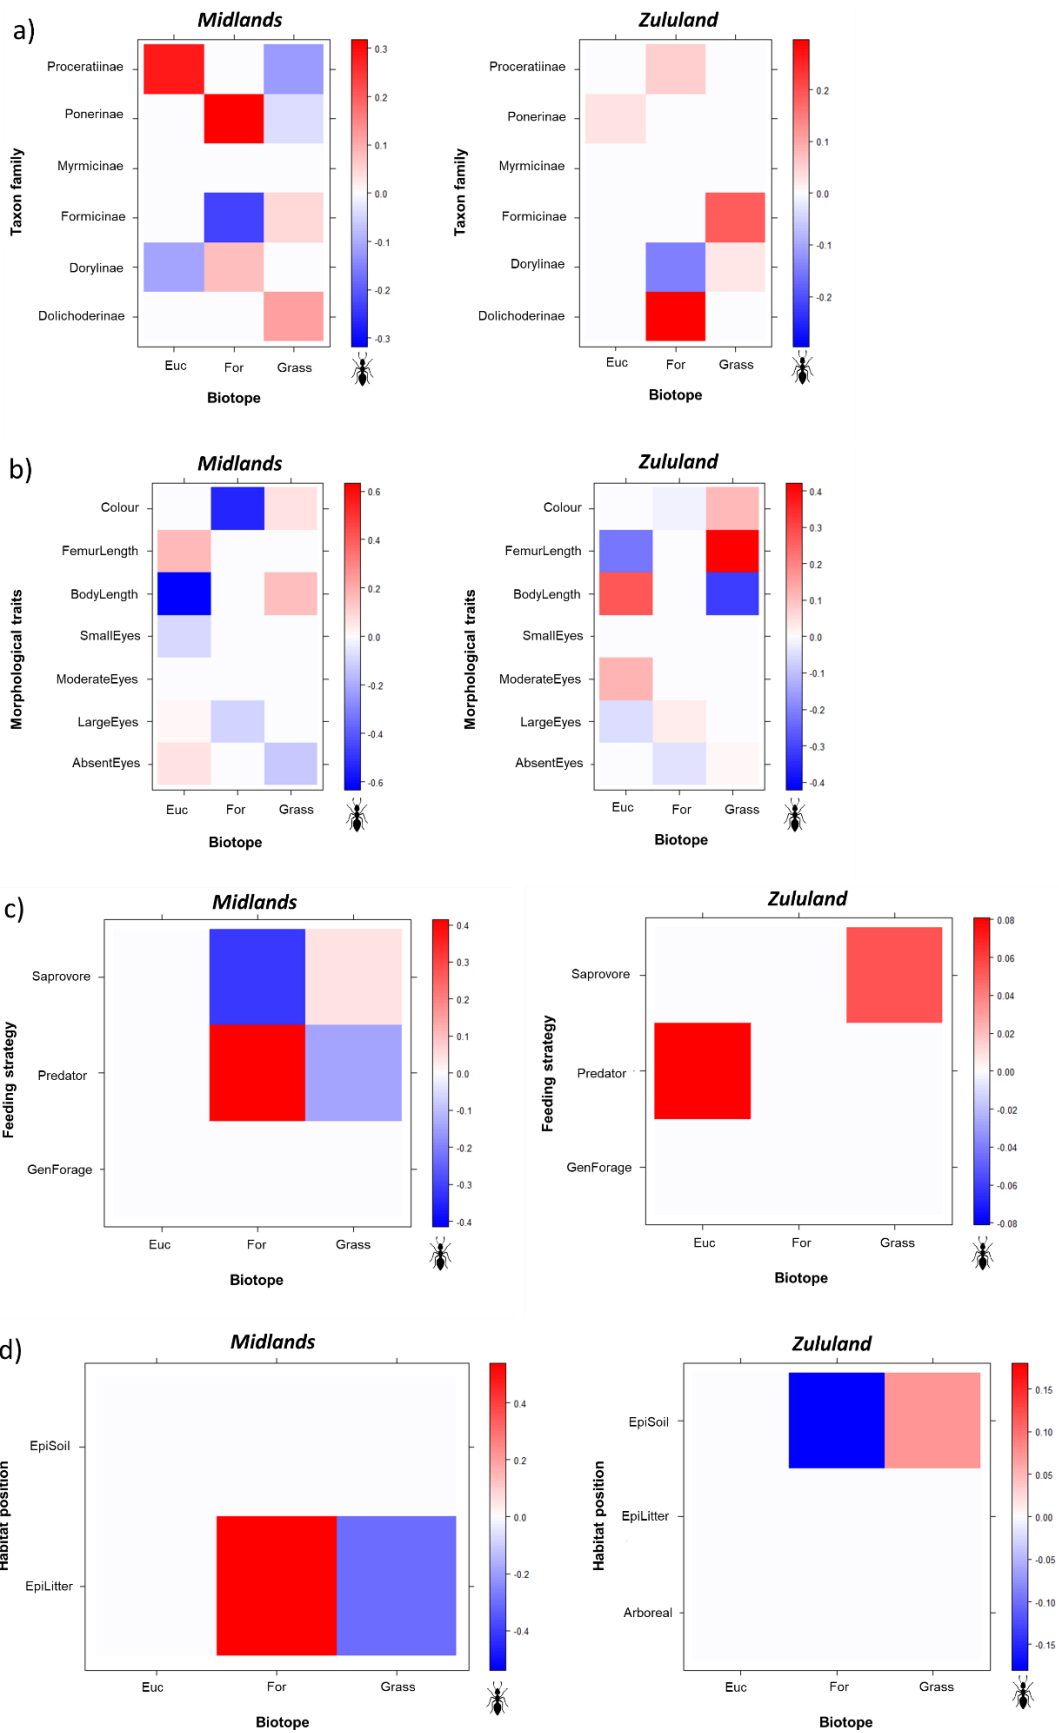 a)
Midlands
Taxon family
Proceratiinae
Ponerinae
Myrmicinae
Formicinae
Dorylinae
Dolichoderinae
Euc For Grass
Biotope
0.3
0.2
0.1
0.0
-0.1
-0.2
-0.3
Zululand
Taxon family
Proceratiinae
Ponerinae
Myrmicinae
Formicinae
Dorylinae
Dolichoderinae
Euc For Grass
Biotope
0.2
0.1
0.0
-0.1
-0.2
b)
Midlands
Morphological traits
Colour
FemurLength
BodyLength
SmallEyes
ModerateEyes
LargeEyes
AbsentEyes
Euc For Grass
Biotope
0.6
0.4
0.2
0.0
-0.2
-0.4
-0.6
Zululand
Morphological traits
Colour
FemurLength
BodyLength
SmallEyes
ModerateEyes
LargeEyes
AbsentEyes
Euc For Grass
Biotope
0.4
0.3
0.2
0.1
0.0
-0.1
-0.2
-0.3
-0.4
c)
Midlands
Feeding strategy
Saprovore
Predator
GenForage
Euc For Grass
Biotope
0.4
0.3
0.2
0.1
0.0
-0.1
-0.2
-0.3
-0.4
Zululand
Feeding strategy
Saprovore
Predator
GenForage
Euc For Grass
Biotope
0.08
0.06
0.04
0.02
0.00
-0.02
-0.04
-0.06
-0.08
d)
Midlands
Habitat position
EpiSoil
EpiLitter
Euc For Grass
Biotope
0.4
0.2
0.0
-0.2
-0.4
Zululand
Habitat position
EpiSoil
EpiLitter
Arboreal
Euc For Grass
Biotope
0.15
0.10
0.05
0.00
-0.05
-0.10
-0.15